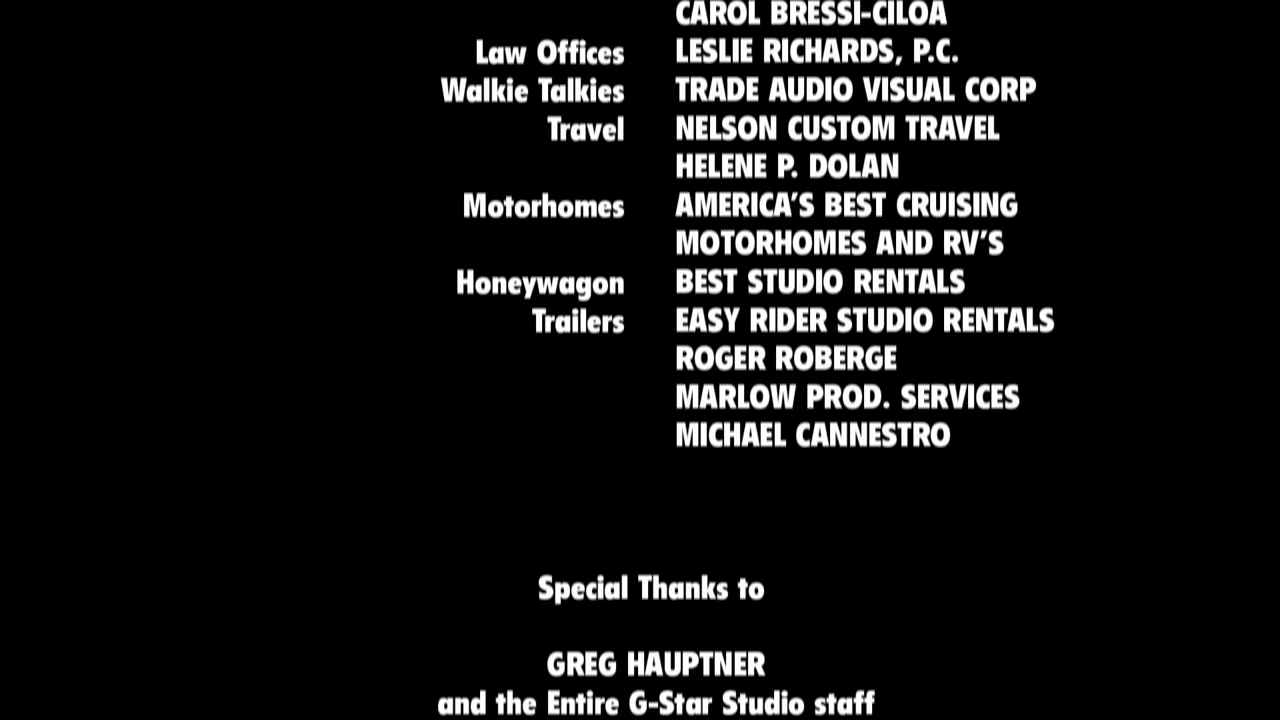 CAROL BRESSI-CILOA
Law Offices LESLIE RICHARDS, P.C.
Walkie Talkies TRADE AUDIO VISUAL CORP
Travel NELSON CUSTOM TRAVEL
HELENE P. DOLAN
Motorhomes AMERICA'S BEST CRUISING
MOTORHOMES AND RV'S
Honeywagon BEST STUDIO RENTALS
Trailers EASY RIDER STUDIO RENTALS
ROGER ROBERGE
MARLOW PROD. SERVICES
MICHAEL CANNESTRO
Special Thanks to
GREG HAUPTNER
and the Entire G-Star Studio staff